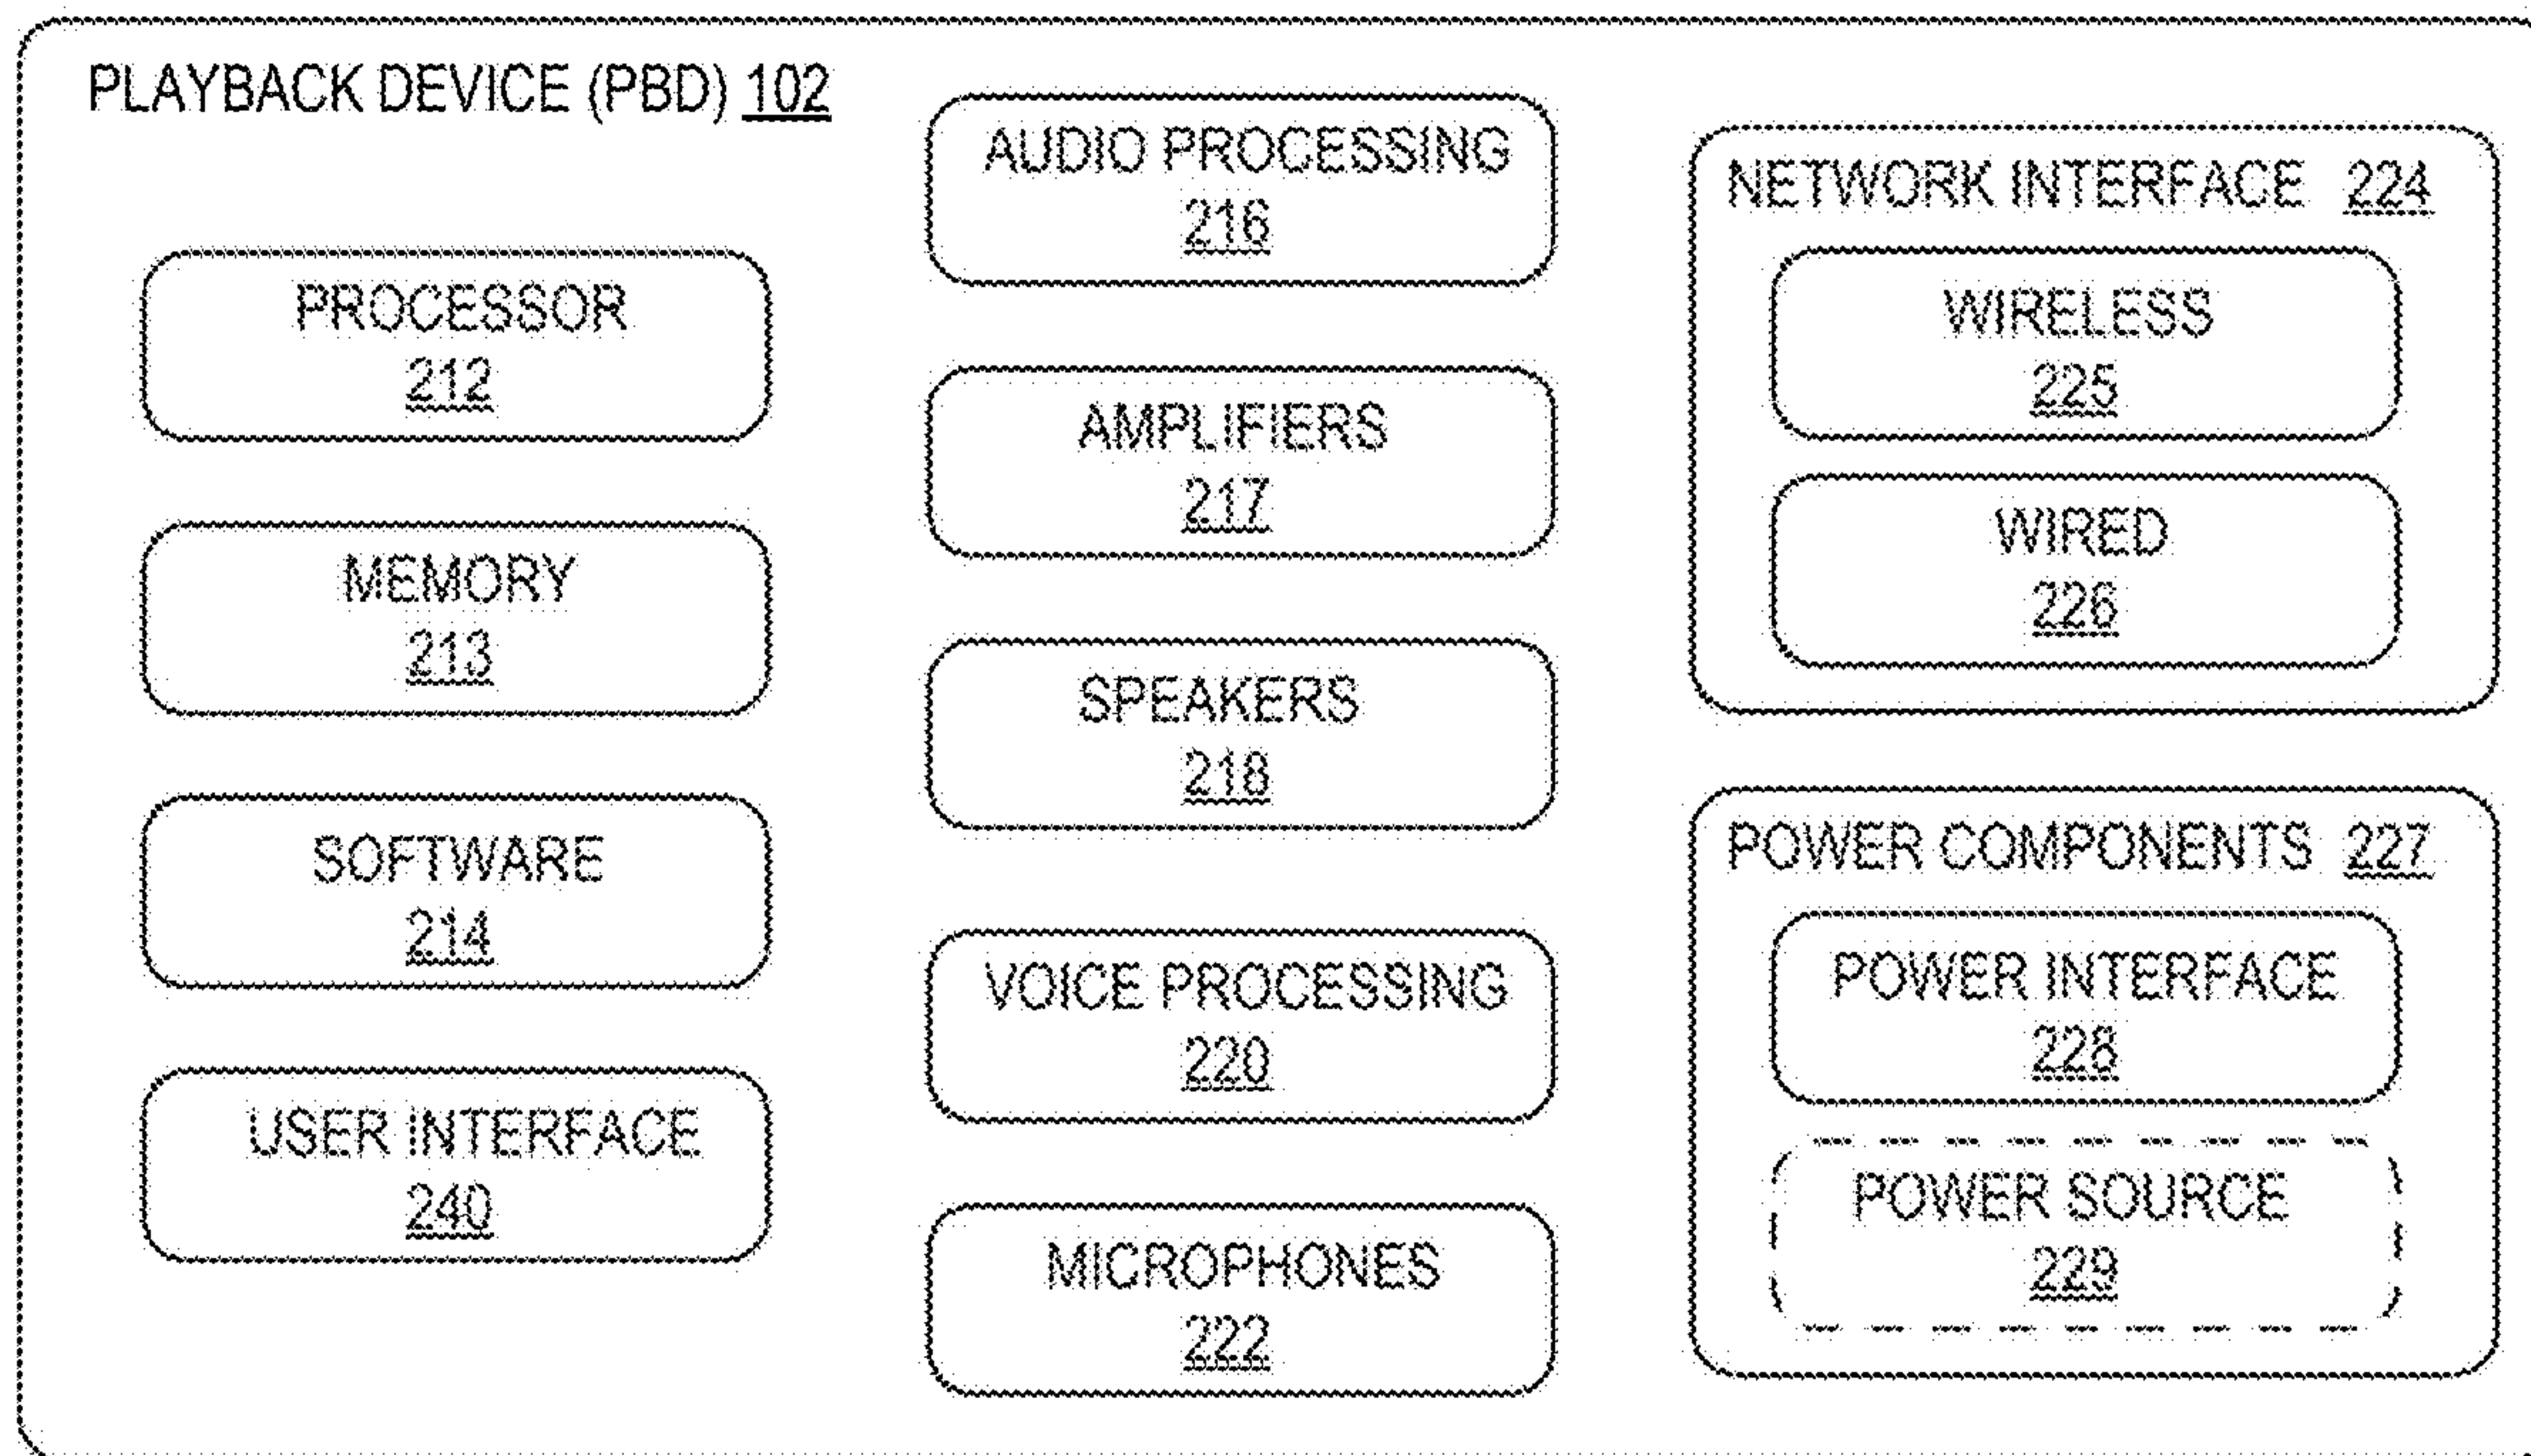 PLAYBACK DEVICE (PBD) 102
PROCESSOR
212
MEMORY
213
SOFTWARE
214
USER INTERFACE
240
AUDIO PROCESSING
216
AMPLIFIERS
217
SPEAKERS
218
VOICE PROCESSING
220
MICROPHONES
222
NETWORK INTERFACE 224
WIRELESS
225
WIRED
226
POWER COMPONENTS 227
POWER INTERFACE
228
POWER SOURCE
229